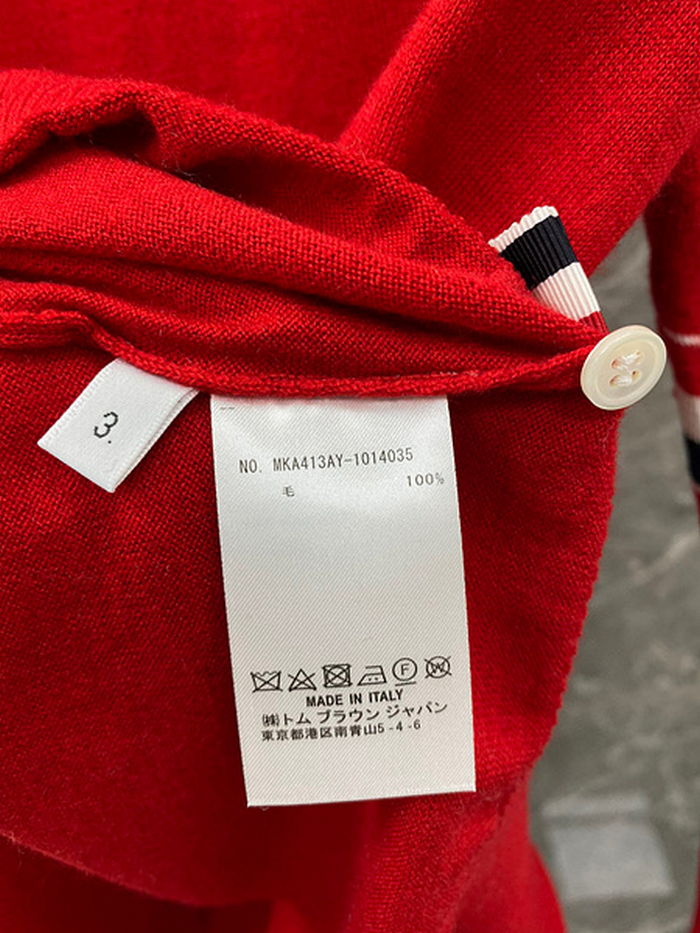 3.
NO. MKA413AY-1014035
毛 100%
F W
MADE IN ITALY
㈱トム ブラウン ジャパン
東京都港区南青山5-4-6